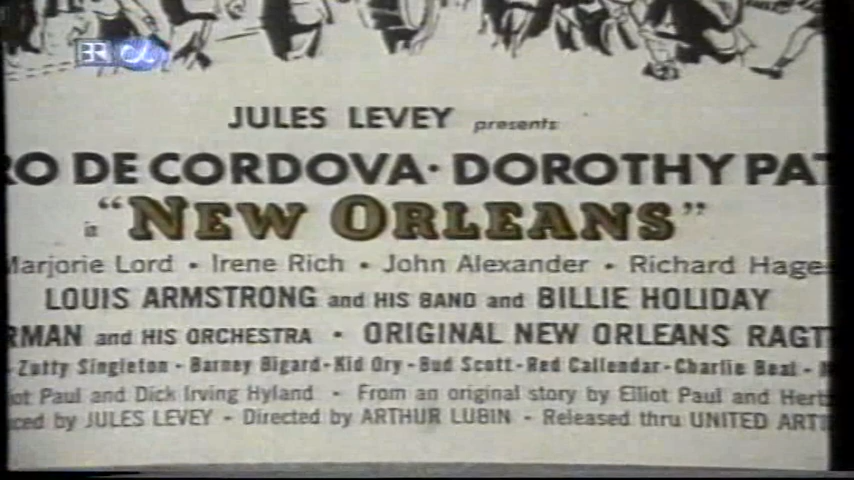 BR
JULES LEVEY presents
RO DE CORDOVA · DOROTHY PAT
in "NEW ORLEANS"
Marjorie Lord • Irene Rich • John Alexander • Richard Hage
LOUIS ARMSTRONG and HIS BAND and BILLIE HOLIDAY
RMAN and HIS ORCHESTRA • ORIGINAL NEW ORLEANS RAGT
-Zutty Singleton - Barney Bigard - Kid Ory - Bud Scott - Red Callendar - Charlie Beal -
iot Paul and Dick Irving Hyland • From an original story by Elliot Paul and Herb
ced by JULES LEVEY - Directed by ARTHUR LUBIN - Released thru UNITED ART